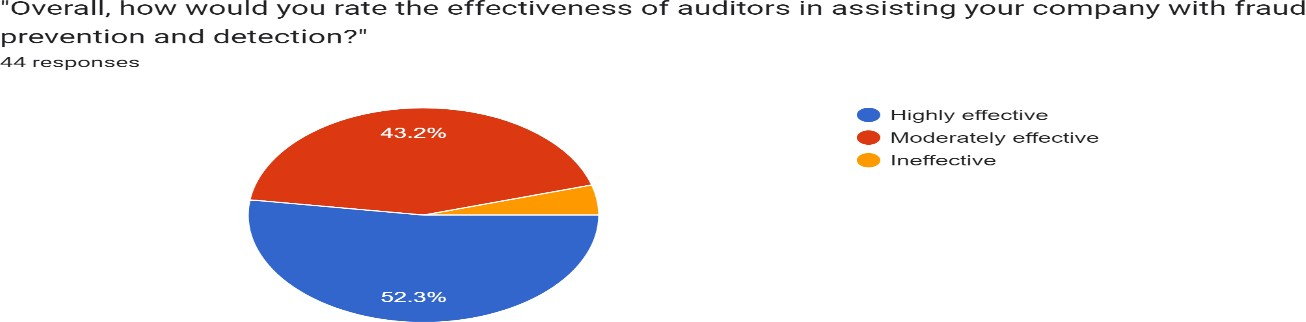 "Overall, how would you rate the effectiveness of auditors in assisting your company with fraud
prevention and detection?"
44 responses
43.2%
52.3%
Highly effective
Moderately effective
Ineffective